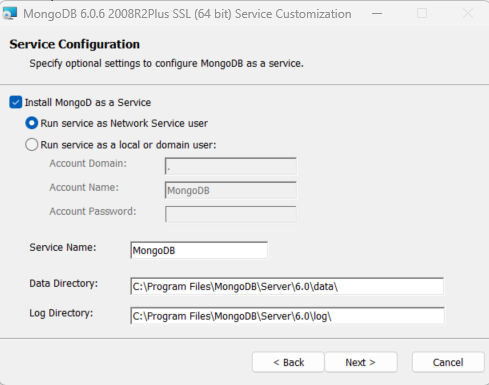 MongoDB 6.0.6 2008R2Plus SSL (64 bit) Service Customization
Service Configuration
Specify optional settings to configure MongoDB as a service.
Install MongoD as a Service
Run service as Network Service user
Run service as a local or domain user:
Account Domain: .
Account Name: MongoDB
Account Password:
Service Name: MongoDB
Data Directory: C:\Program Files\MongoDB\Server\6.0\data\
Log Directory: C:\Program Files\MongoDB\Server\6.0\log\
< Back Next > Cancel